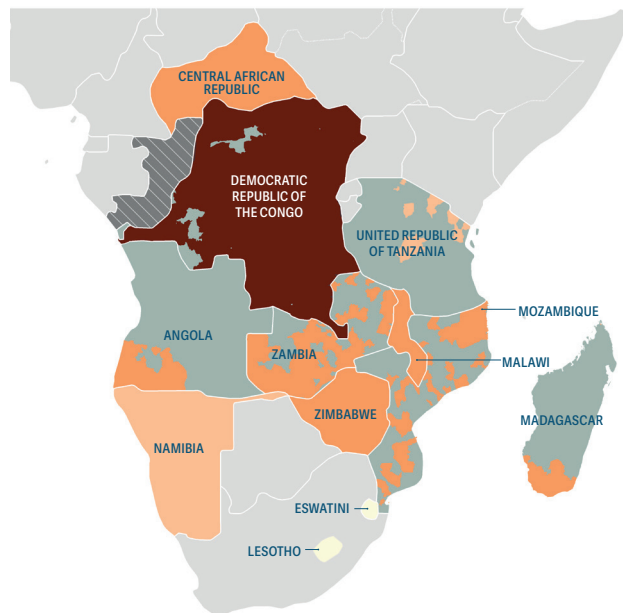 CENTRAL AFRICAN
REPUBLIC
DEMOCRATIC
REPUBLIC OF
THE CONGO
UNITED REPUBLIC
OF TANZANIA
MOZAMBIQUE
ANGOLA
ZAMBIA
MALAWI
ZIMBABWE
MADAGASCAR
NAMIBIA
ESWATINI
LESOTHO